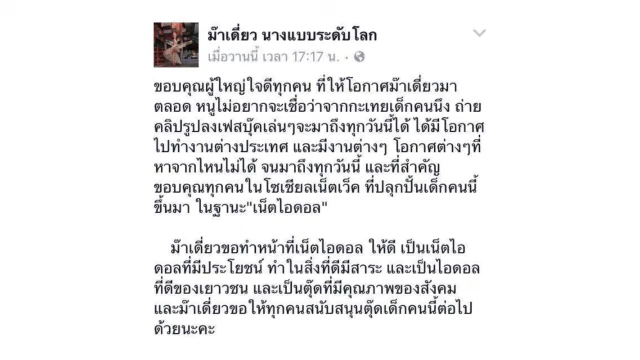 ม๊าเดี่ยว นางแบบระดับโลก
เมื่อวานนี้ เวลา 17:17 น. ·
ขอบคุณผู้ใหญ่ใจดีทุกคน ที่ให้โอกาศม๊าเดี่ยวมา
ตลอด หนูไม่อยากจะเชื่อว่าจากกะเทยเด็กคนนึง ถ่าย
คลิปรูปลงเฟสบุ๊คเล่นๆจะมาถึงทุกวันนี้ได้ ได้มีโอกาศ
ไปทำงานต่างประเทศ และมีงานต่างๆ โอกาศต่างๆที่
หาจากไหนไม่ได้ จนมาถึงทุกวันนี้ และที่สำคัญ
ขอบคุณทุกคนในโซเชียลเน็ตเวิ็ค ที่ปลุกปั้นเด็กคนนี้
ขึ้นมา ในฐานะ"เน็ตไอดอล"
ม๊าเดี่ยวขอทำหน้าที่เน็ตไอดอล ให้ดี เป็นเน็ตไอ
ดอลที่มีประโยชน์ ทำในสิ่งที่ดีมีสาระ และเป็นไอดอล
ที่ดีของเยาวชน และเป็นตุ๊ดที่มีคุณภาพของสังคม
และม๊าเดี่ยวขอให้ทุกคนสนับสนุนตุ๊ดเด็กคนนี้ต่อไป
ด้วยนะคะ